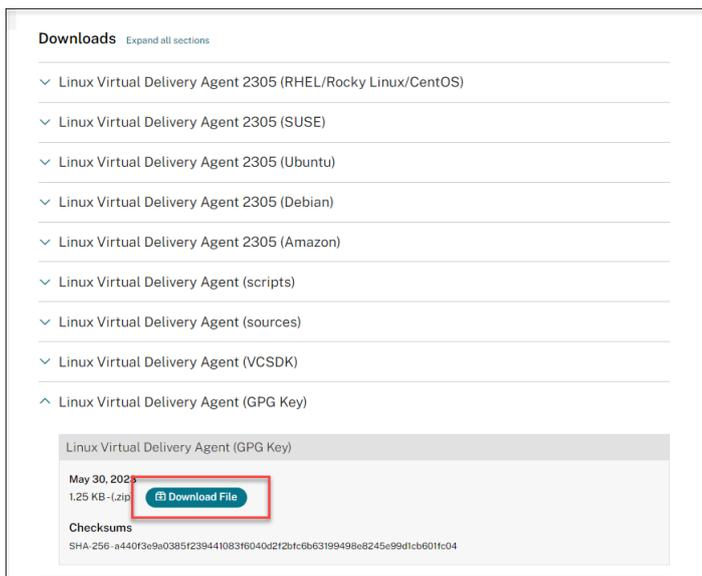 Downloads Expand all sections
Linux Virtual Delivery Agent 2305 (RHEL/Rocky Linux/CentOS)
Linux Virtual Delivery Agent 2305 (SUSE)
Linux Virtual Delivery Agent 2305 (Ubuntu)
Linux Virtual Delivery Agent 2305 (Debian)
Linux Virtual Delivery Agent 2305 (Amazon)
Linux Virtual Delivery Agent (scripts)
Linux Virtual Delivery Agent (sources)
Linux Virtual Delivery Agent (VCSDK)
Linux Virtual Delivery Agent (GPG Key)
Linux Virtual Delivery Agent (GPG Key)
May 30, 2023
1.25 KB - (.zip Download File
Checksums
SHA-256 - a440f3e9a0385f239441083f6040d2f2bfc6b63199498e8245e99d1cb601fc04